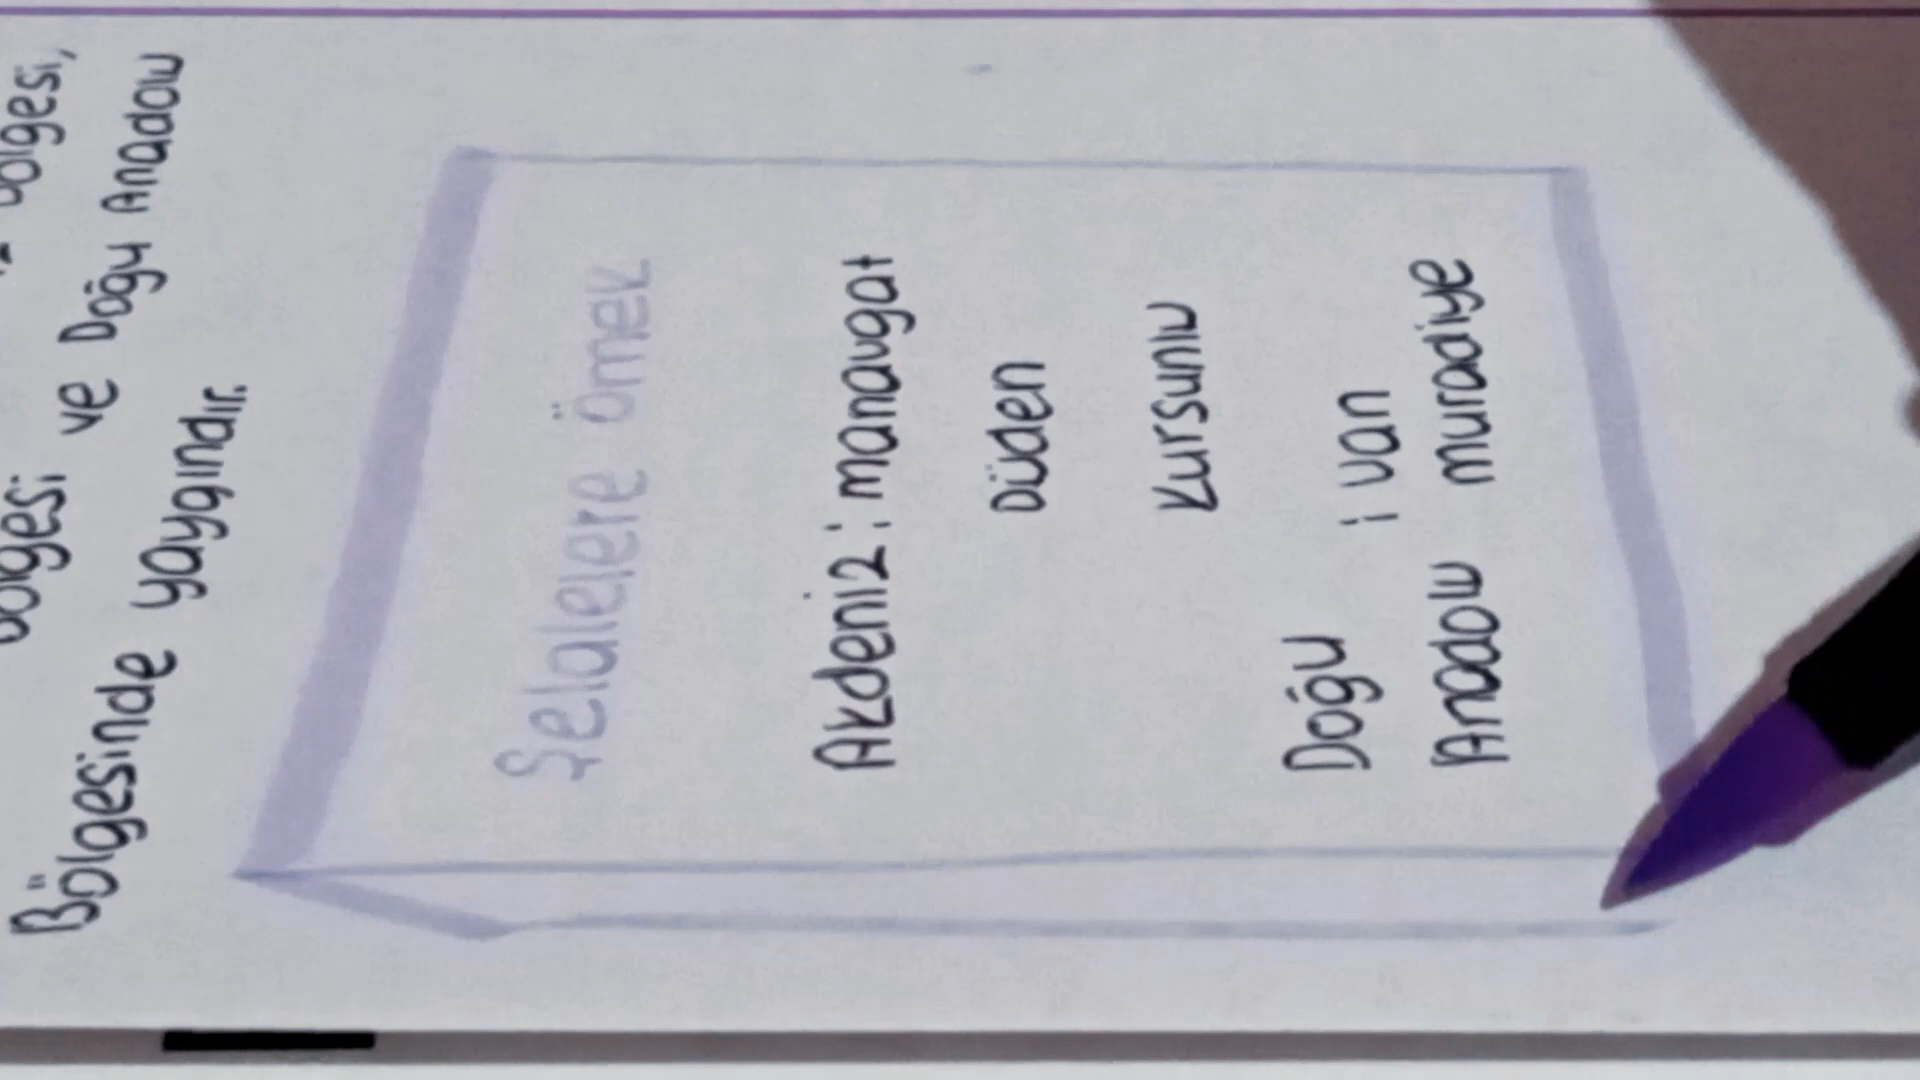 bölgesi,
bölgesi ve Doğu Anadolu
Bölgesinde yaygındır.
Şelalelere Örnek
Akdeniz: manavgat
Düden
Kurşunlu
Doğu : Van
Anadolu muradiye